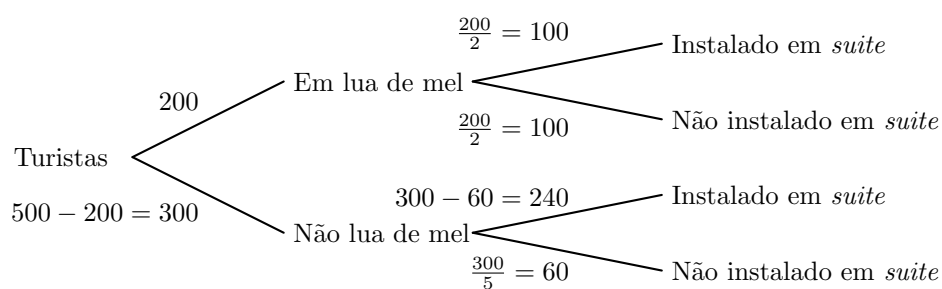 200/2 = 100
Instalado em suite
200
Em lua de mel
200/2 = 100
Não instalado em suite
Turistas
500 − 200 = 300
300 − 60 = 240
Instalado em suite
Não lua de mel
300/5 = 60
Não instalado em suite